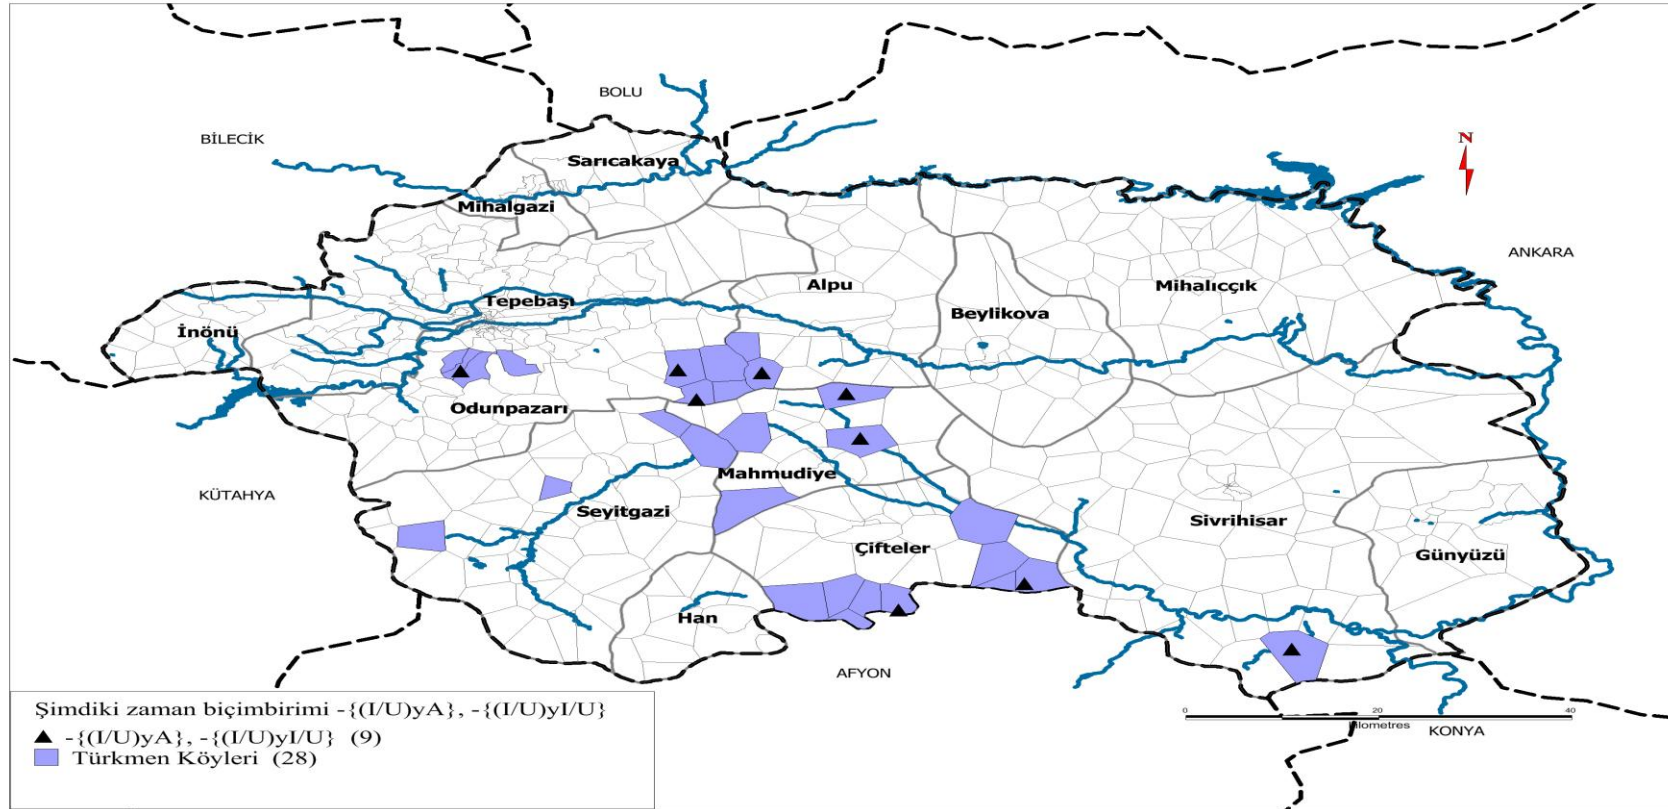 BOLU
BİLECİK
Sarıcakaya
N
Mihalgazi
ANKARA
Alpu
Mihalıççık
Tepebaşı
Beylikova
İnönü
Odunpazarı
Mahmudiye
KÜTAHYA
Seyitgazi
Sivrihisar
Çifteler
Günyüzü
Han
AFYON
0 20 40
Kilometres
KONYA
Şimdiki zaman biçimbirimi -{(I/U)yA}, -{(I/U)yI/U}
-{(I/U)yA}, -{(I/U)yI/U} (9)
Türkmen Köyleri (28)